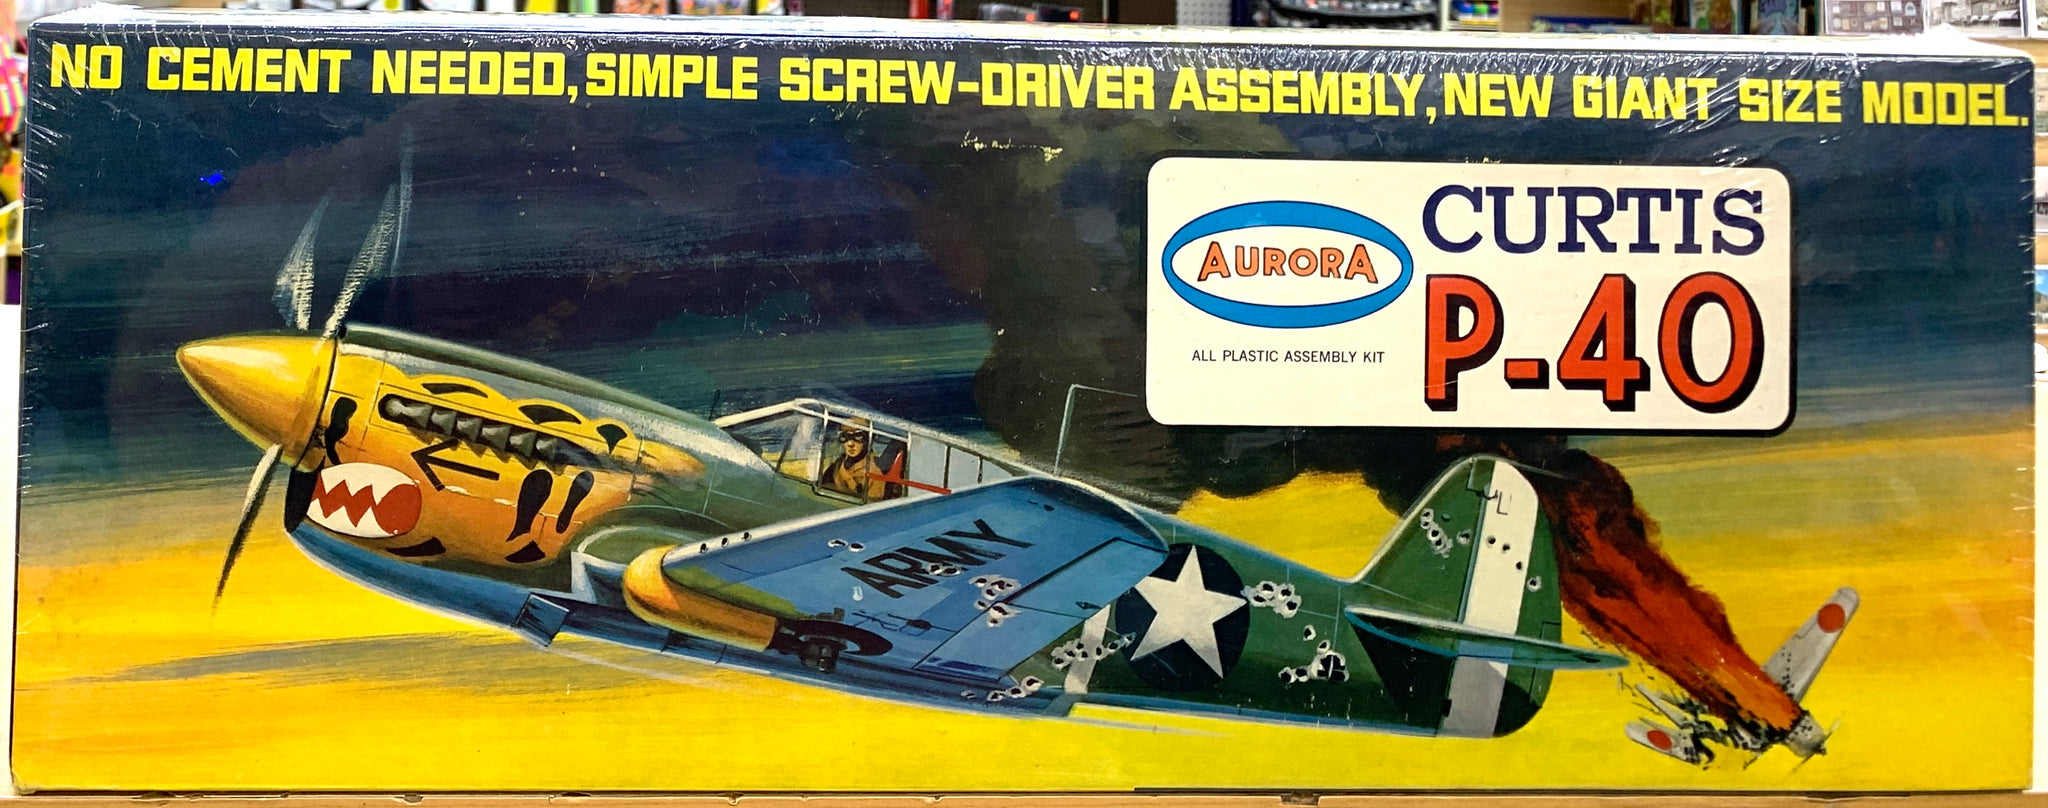 NO CEMENT NEEDED, SIMPLE SCREW-DRIVER ASSEMBLY, NEW GIANT SIZE MODEL.
AURORA
ALL PLASTIC ASSEMBLY KIT
CURTIS
P-40
ARMY